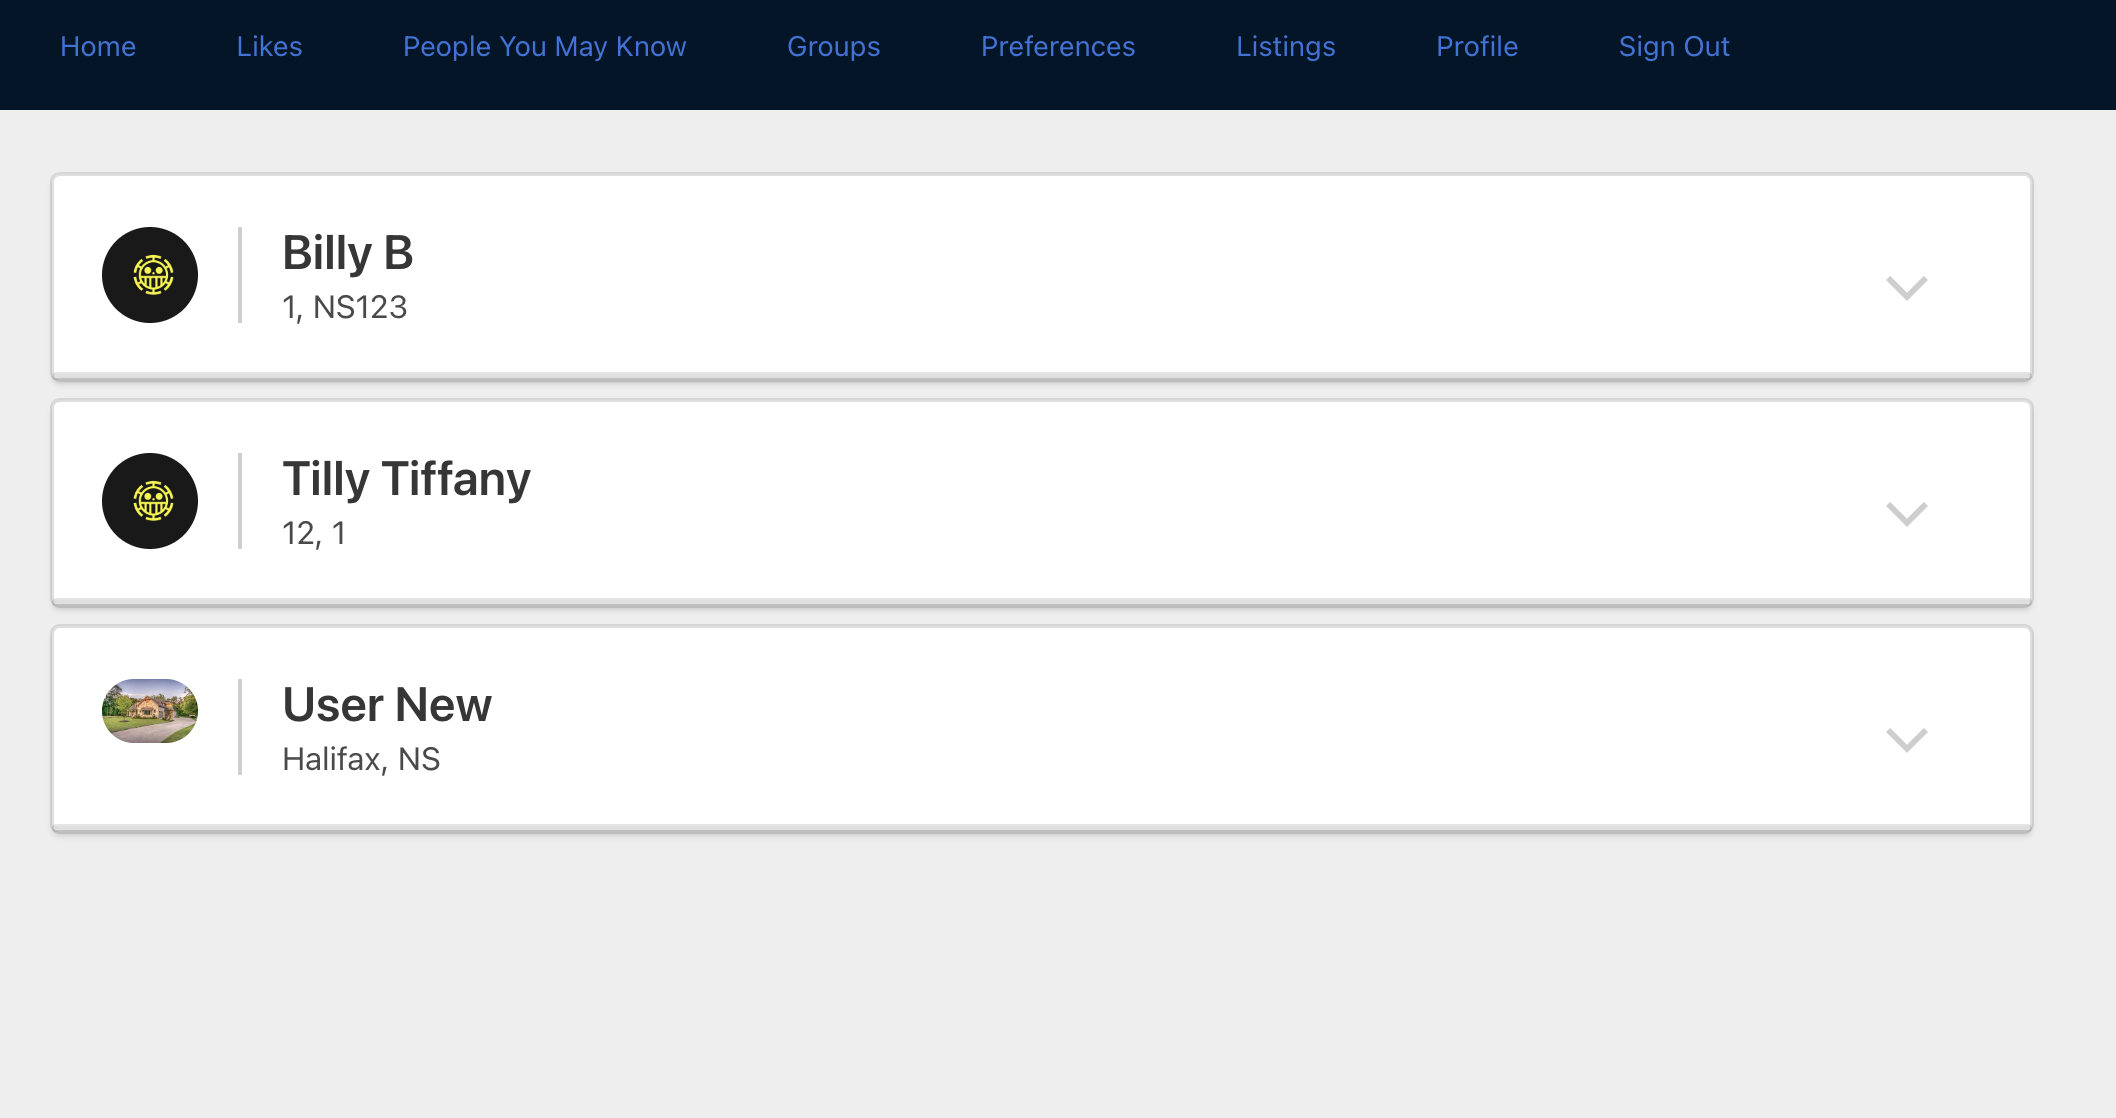 Home Likes People You May Know Groups Preferences Listings Profile Sign Out
Billy B
1, NS123
Tilly Tiffany
12, 1
User New
Halifax, NS